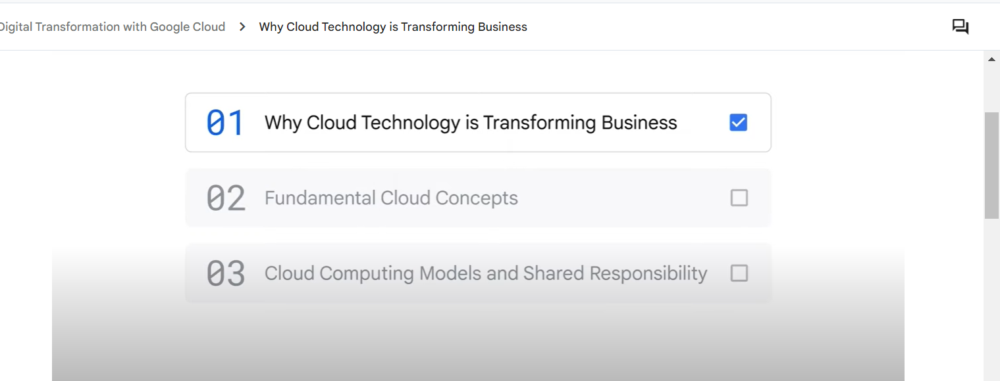 Digital Transformation with Google Cloud > Why Cloud Technology is Transforming Business
01 Why Cloud Technology is Transforming Business
02 Fundamental Cloud Concepts
03 Cloud Computing Models and Shared Responsibility